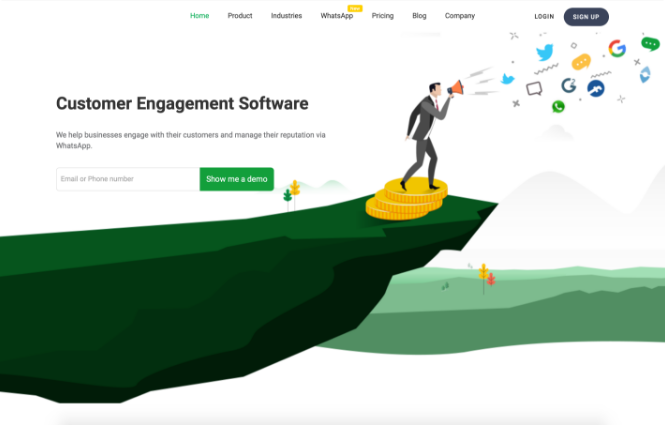 New
Home Product Industries WhatsApp Pricing Blog Company LOGIN SIGN UP
Customer Engagement Software
We help businesses engage with their customers and manage their reputation via
WhatsApp.
Email or Phone number Show me a demo